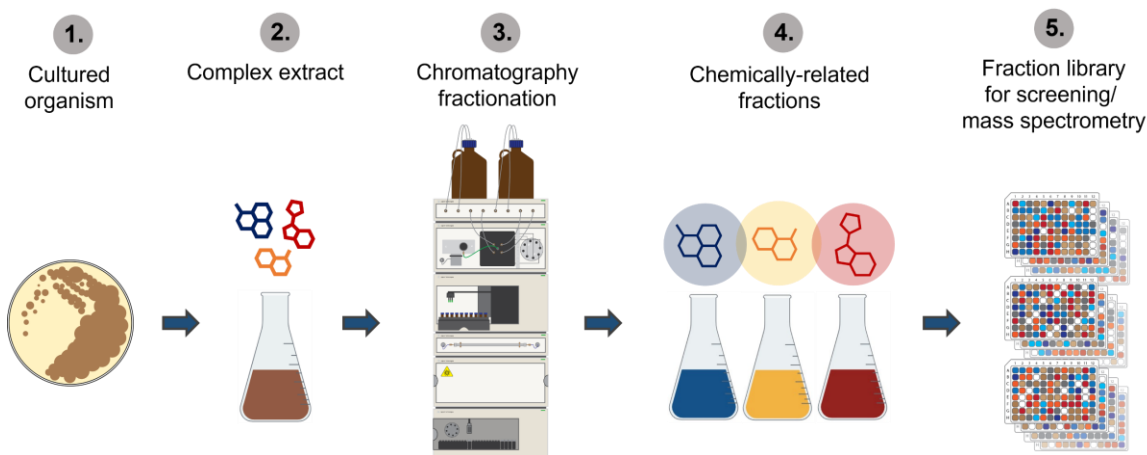 1.
Cultured
organism
2.
Complex extract
3.
Chromatography
fractionation
4.
Chemically-related
fractions
5.
Fraction library
for screening/
mass spectrometry